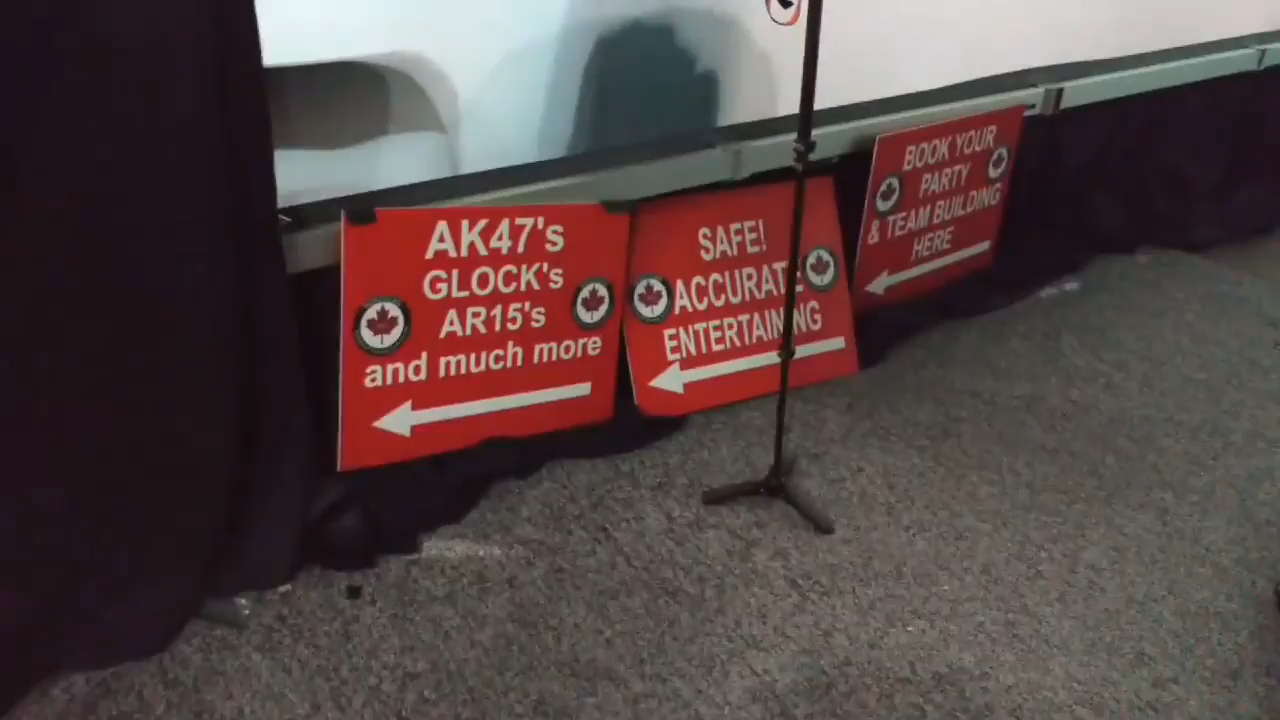 AK47's
GLOCK's
AR15's
and much more
SAFE!
ACCURATE
ENTERTAINING
BOOK YOUR
PARTY
& TEAM BUILDING
HERE